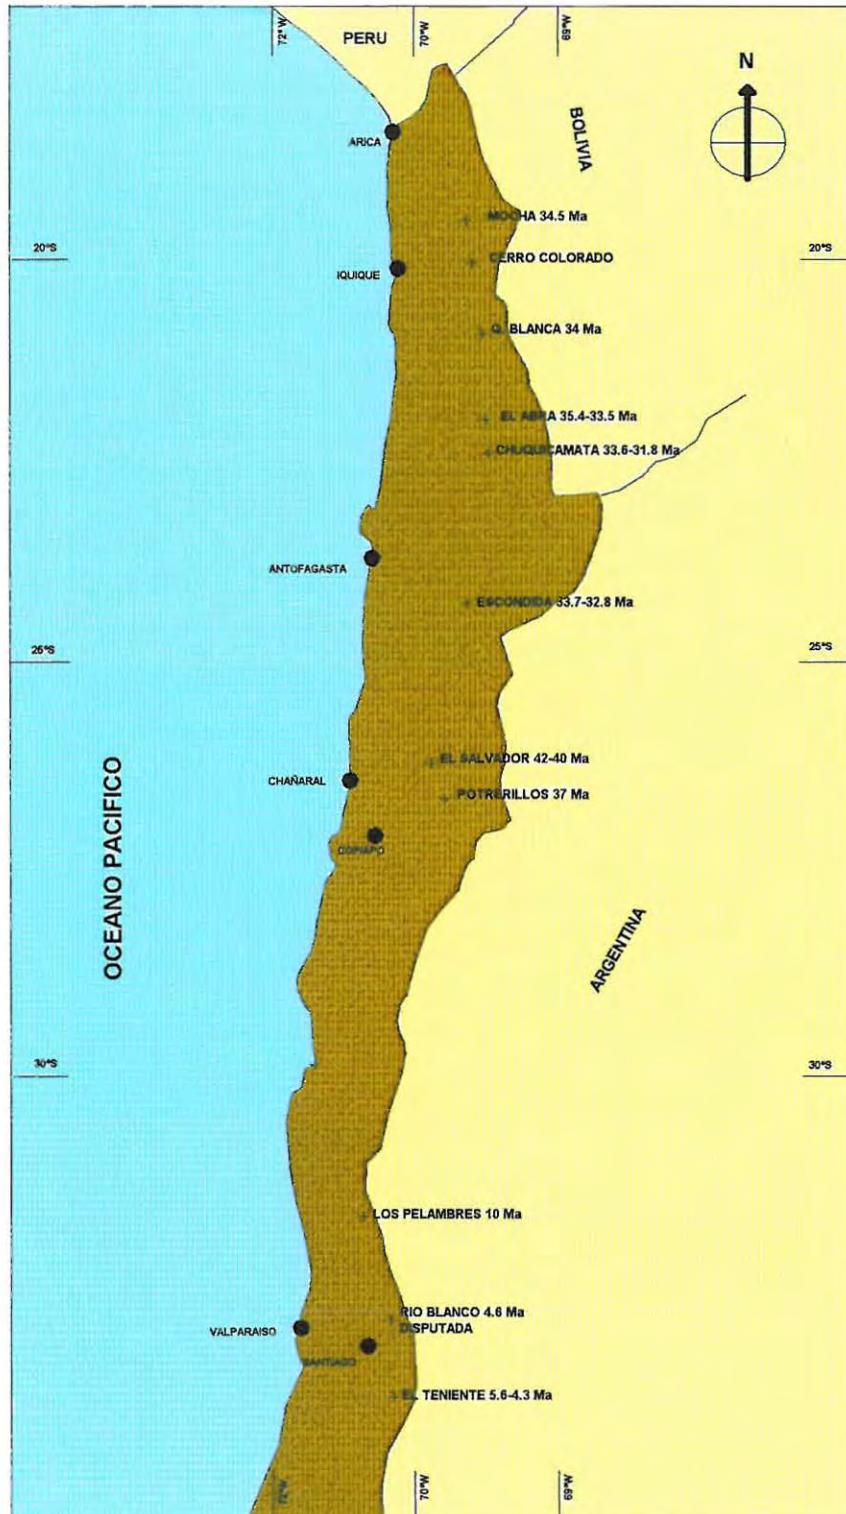 72°W
70°W
69°W
PERU
N
BOLIVIA
ARICA
MOCHA 34.5 Ma
20°S
20°S
CERRO COLORADO
IQUIQUE
Q. BLANCA 34 Ma
EL ABRA 35.4-33.5 Ma
CHUQUICAMATA 33.6-31.8 Ma
ANTOFAGASTA
ESCONDIDA 33.7-32.8 Ma
25°S
25°S
EL SALVADOR 42-40 Ma
CHAÑARAL
POTRERILLOS 37 Ma
COPIAPO
OCEANO PACIFICO
ARGENTINA
30°S
30°S
LOS PELAMBRES 10 Ma
RIO BLANCO 4.6 Ma
DISPUTADA
VALPARAISO
SANTIAGO
EL TENIENTE 5.6-4.3 Ma
72°W
70°W
69°W